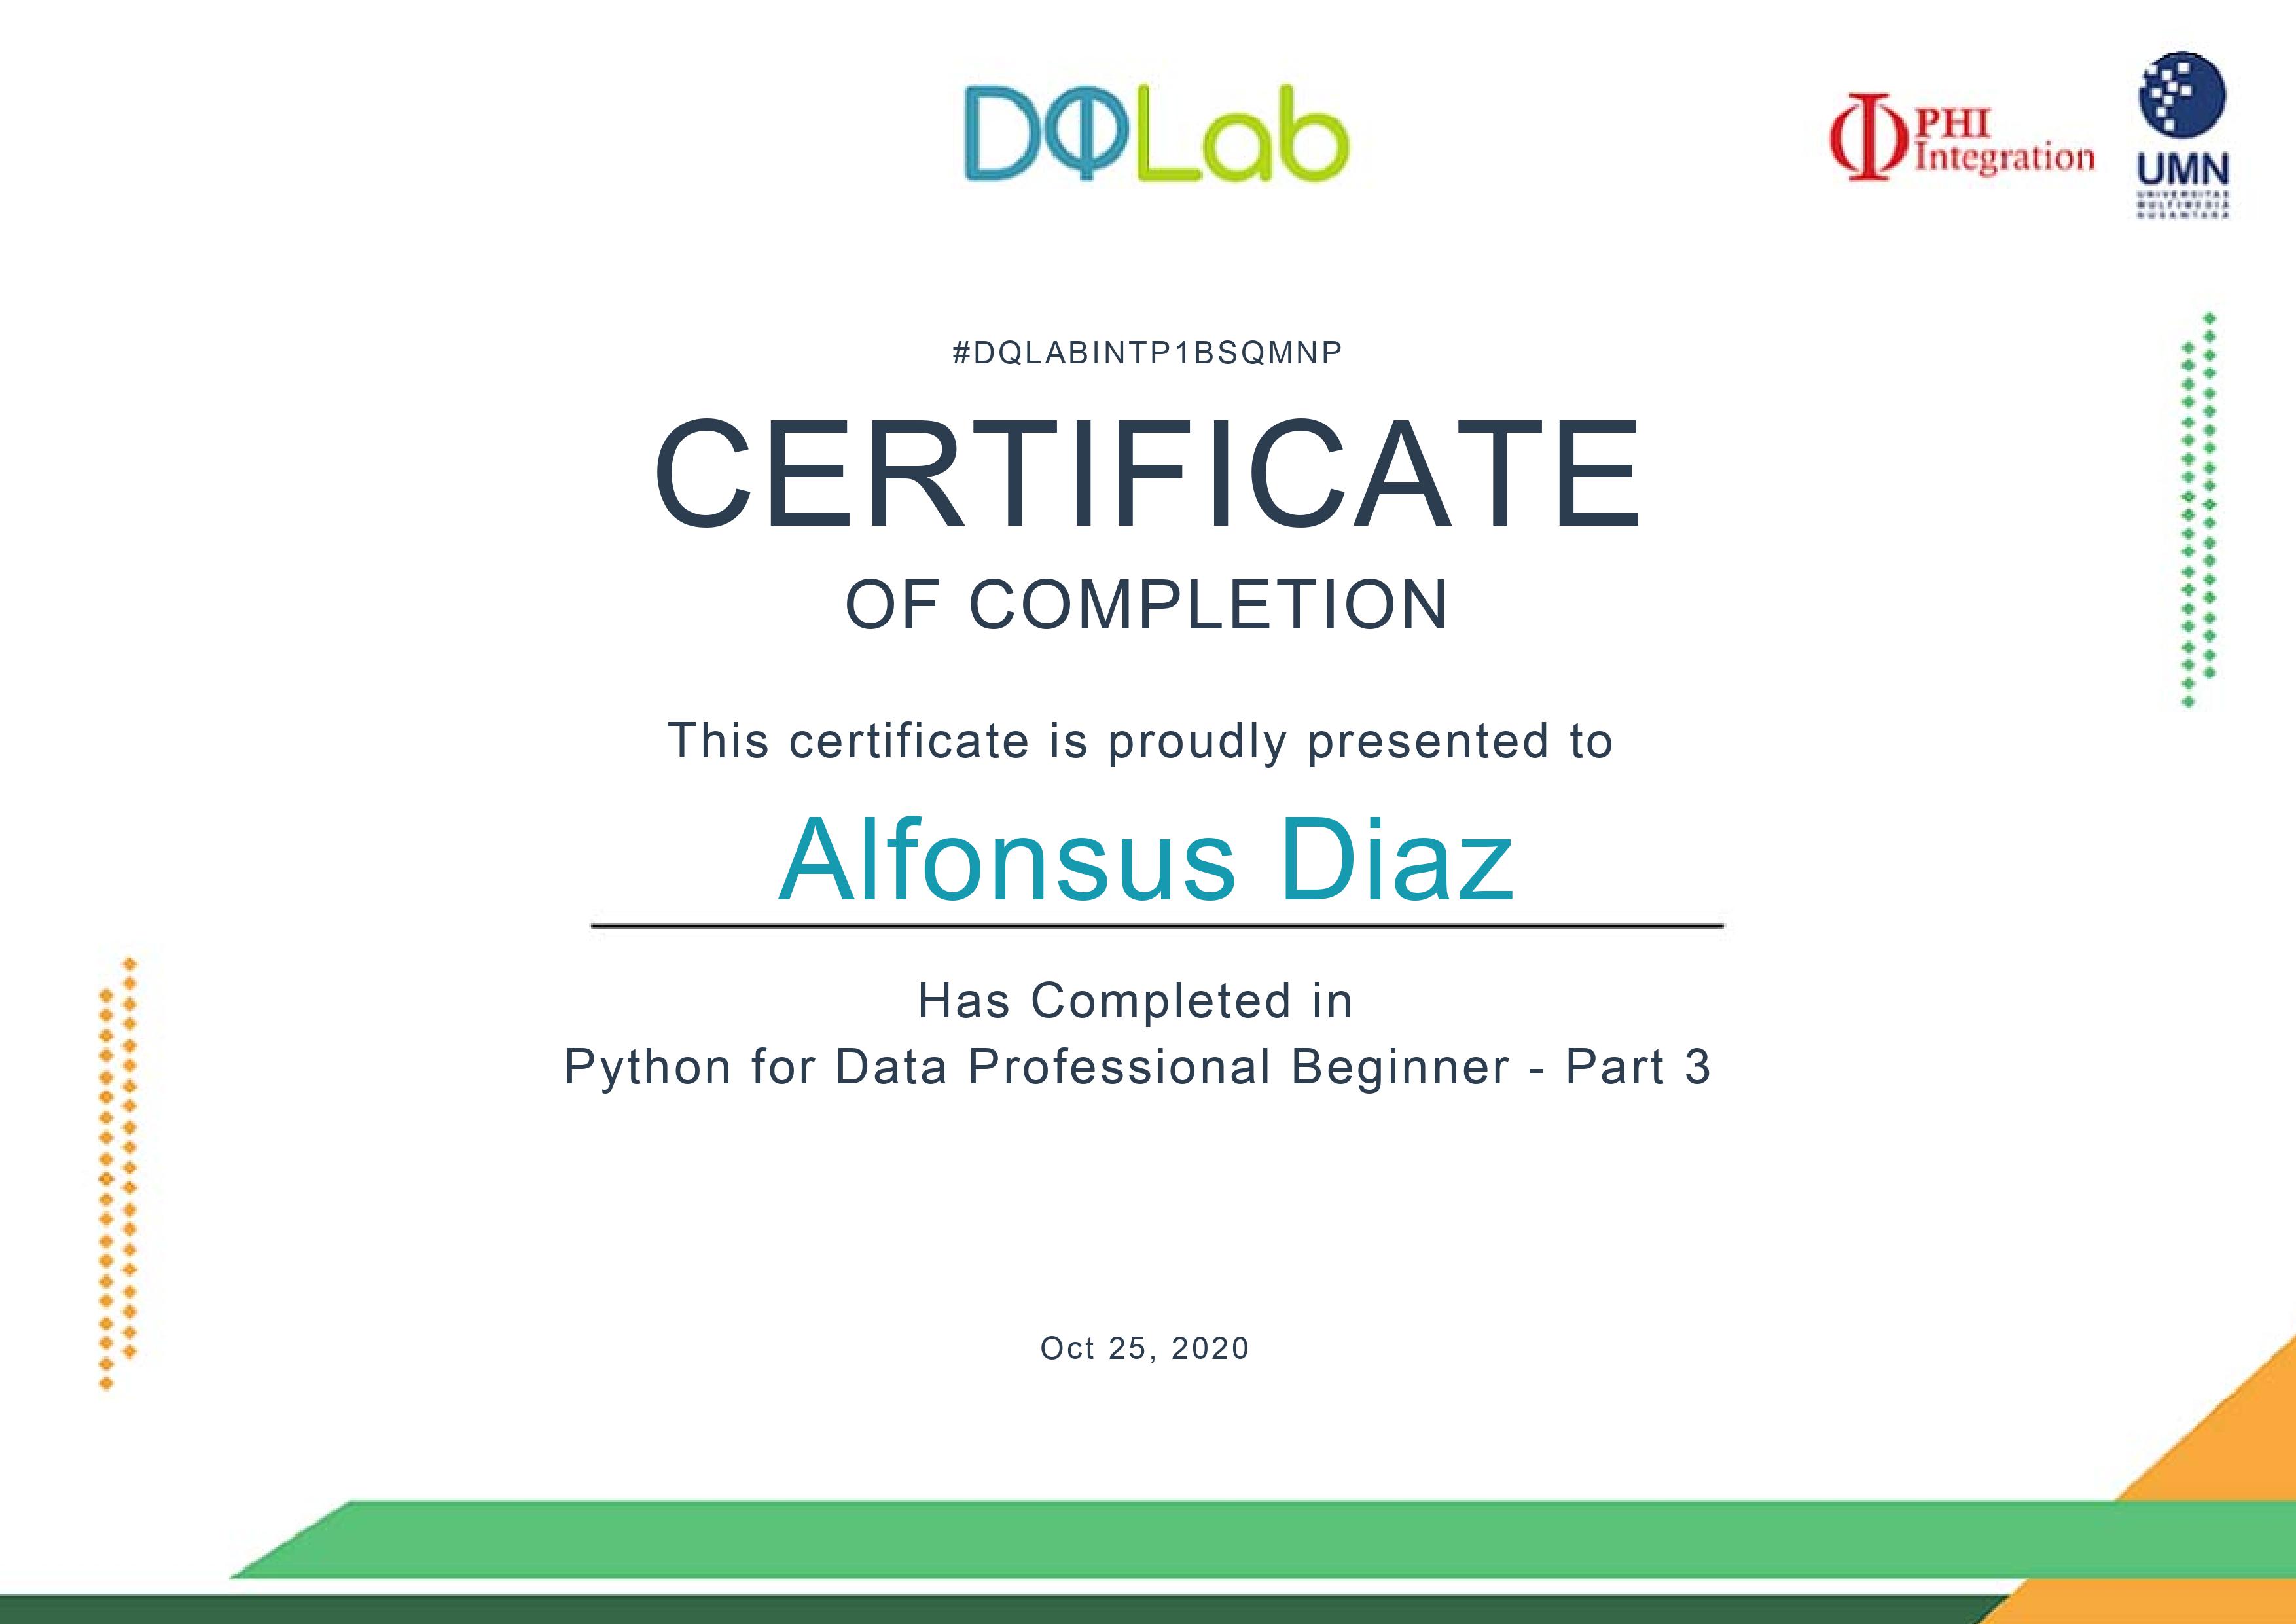 DQLab
PHI
Integration
UMN
UNIVERSITAS
MULTIMEDIA
NUSANTARA
#DQLABINTP1BSQMNP
CERTIFICATE
OF COMPLETION
This certificate is proudly presented to
Alfonsus Diaz
Has Completed in
Python for Data Professional Beginner - Part 3
Oct 25, 2020